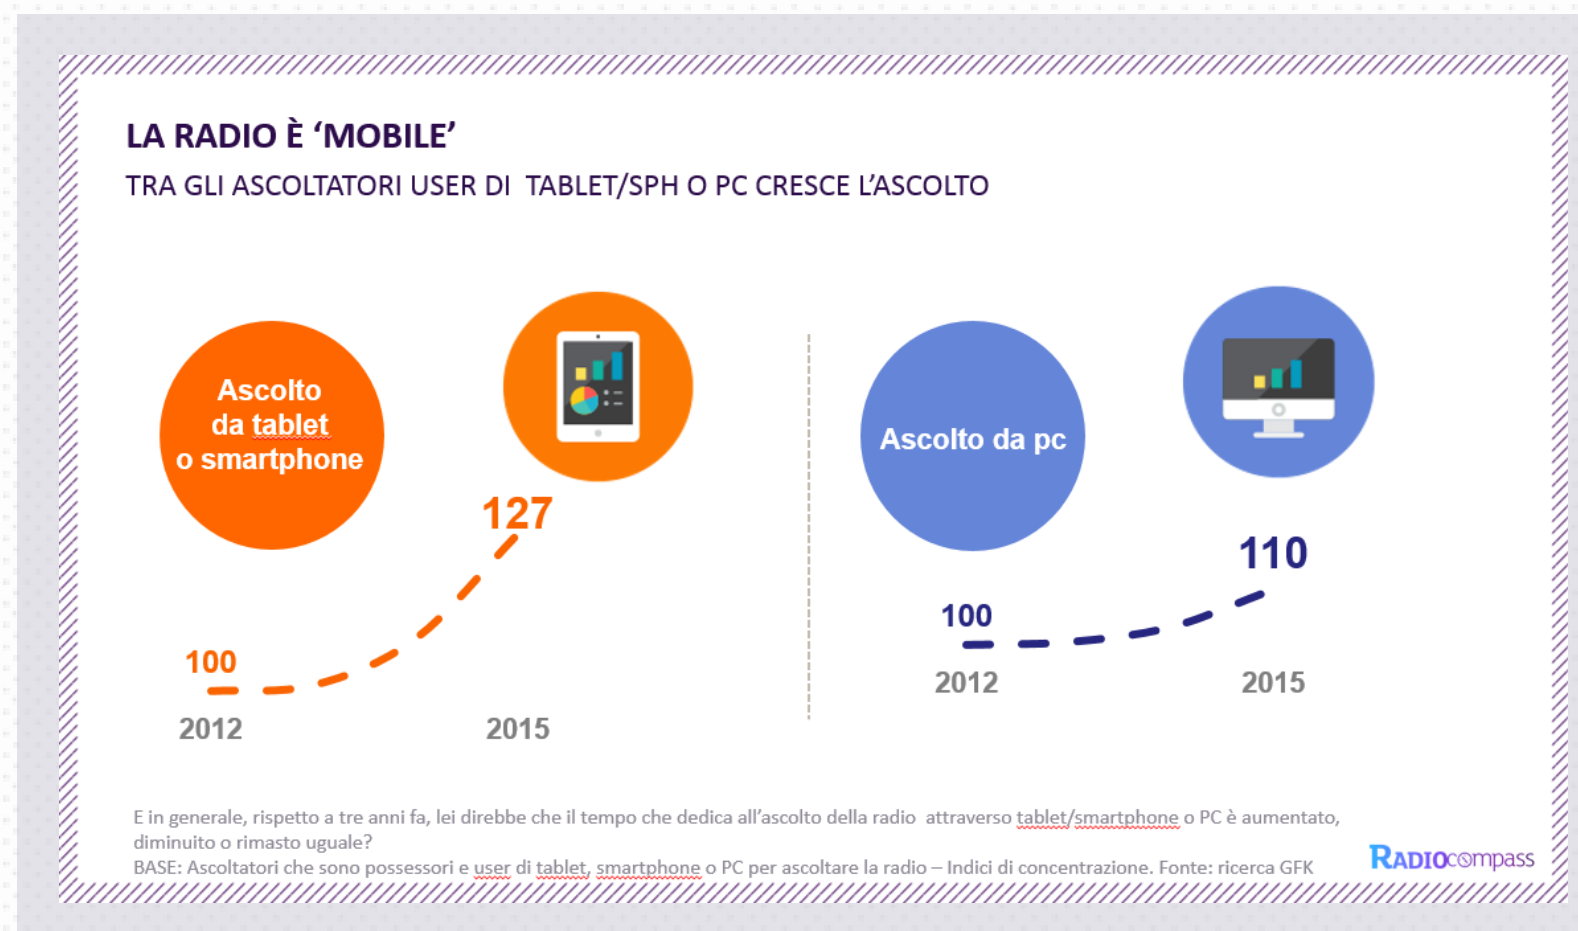 LA RADIO È ‘MOBILE’
TRA GLI ASCOLTATORI USER DI TABLET/SPH O PC CRESCE L’ASCOLTO
Ascolto
da tablet
o smartphone
127
100
2012
2015
Ascolto da pc
110
100
2012
2015
E in generale, rispetto a tre anni fa, lei direbbe che il tempo che dedica all’ascolto della radio attraverso tablet/smartphone o PC è aumentato,
diminuito o rimasto uguale?
BASE: Ascoltatori che sono possessori e user di tablet, smartphone o PC per ascoltare la radio – Indici di concentrazione. Fonte: ricerca GFK
RADIOcompass